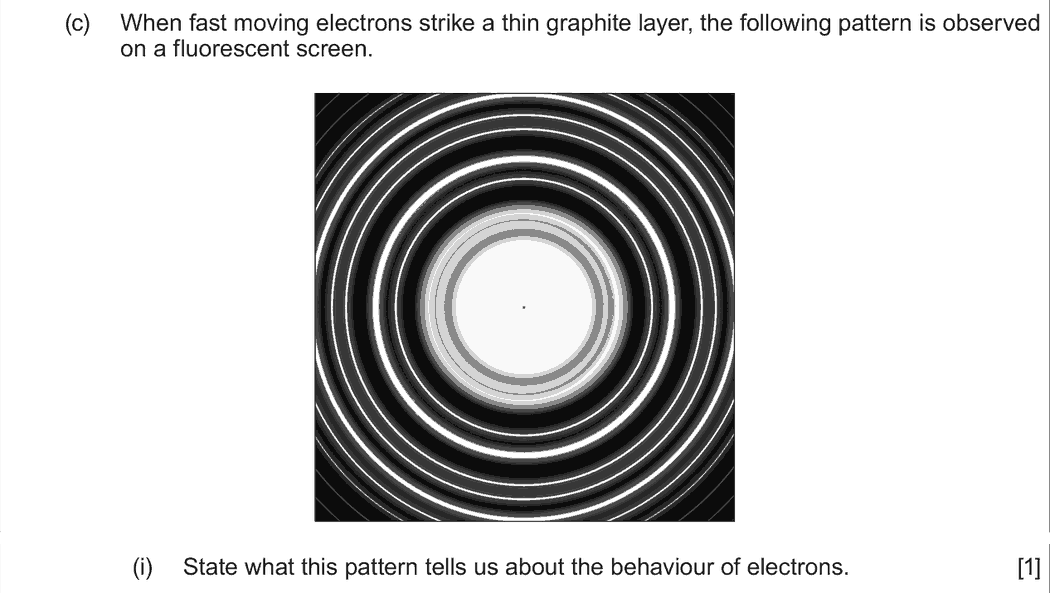 (c) When fast moving electrons strike a thin graphite layer, the following pattern is observed
on a fluorescent screen.
(i) State what this pattern tells us about the behaviour of electrons. [1]